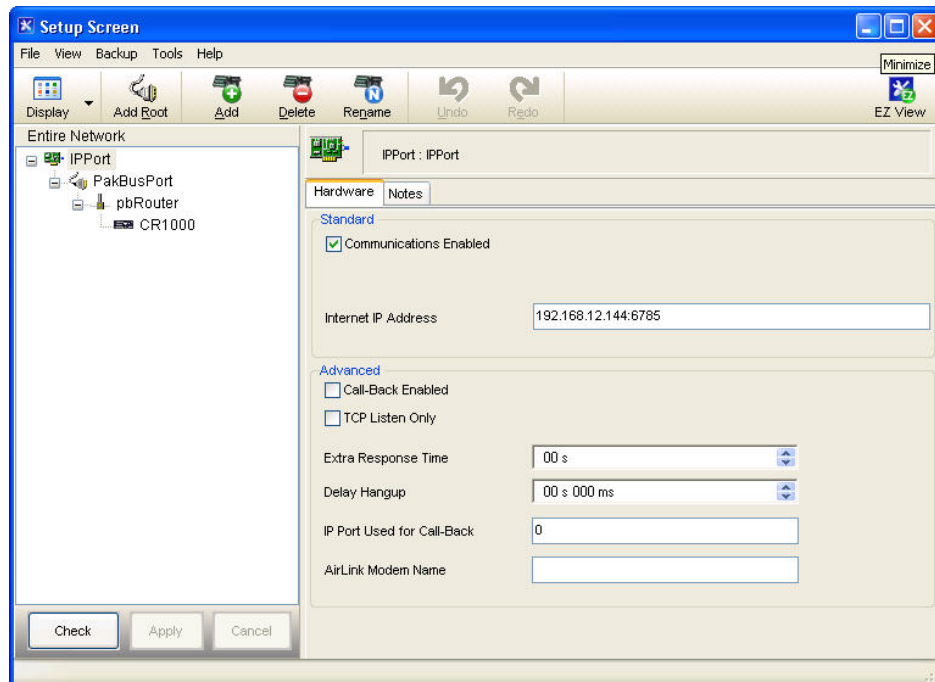 Setup Screen
File View Backup Tools Help
Minimize
Display Add Root Add Delete Rename Undo Redo EZ View
Entire Network
IPPort
PakBusPort
pbRouter
CR1000
IPPort : IPPort
Hardware Notes
Standard
Communications Enabled
Internet IP Address 192.168.12.144:6785
Advanced
Call-Back Enabled
TCP Listen Only
Extra Response Time 00 s
Delay Hangup 00 s 000 ms
IP Port Used for Call-Back 0
AirLink Modem Name
Check Apply Cancel